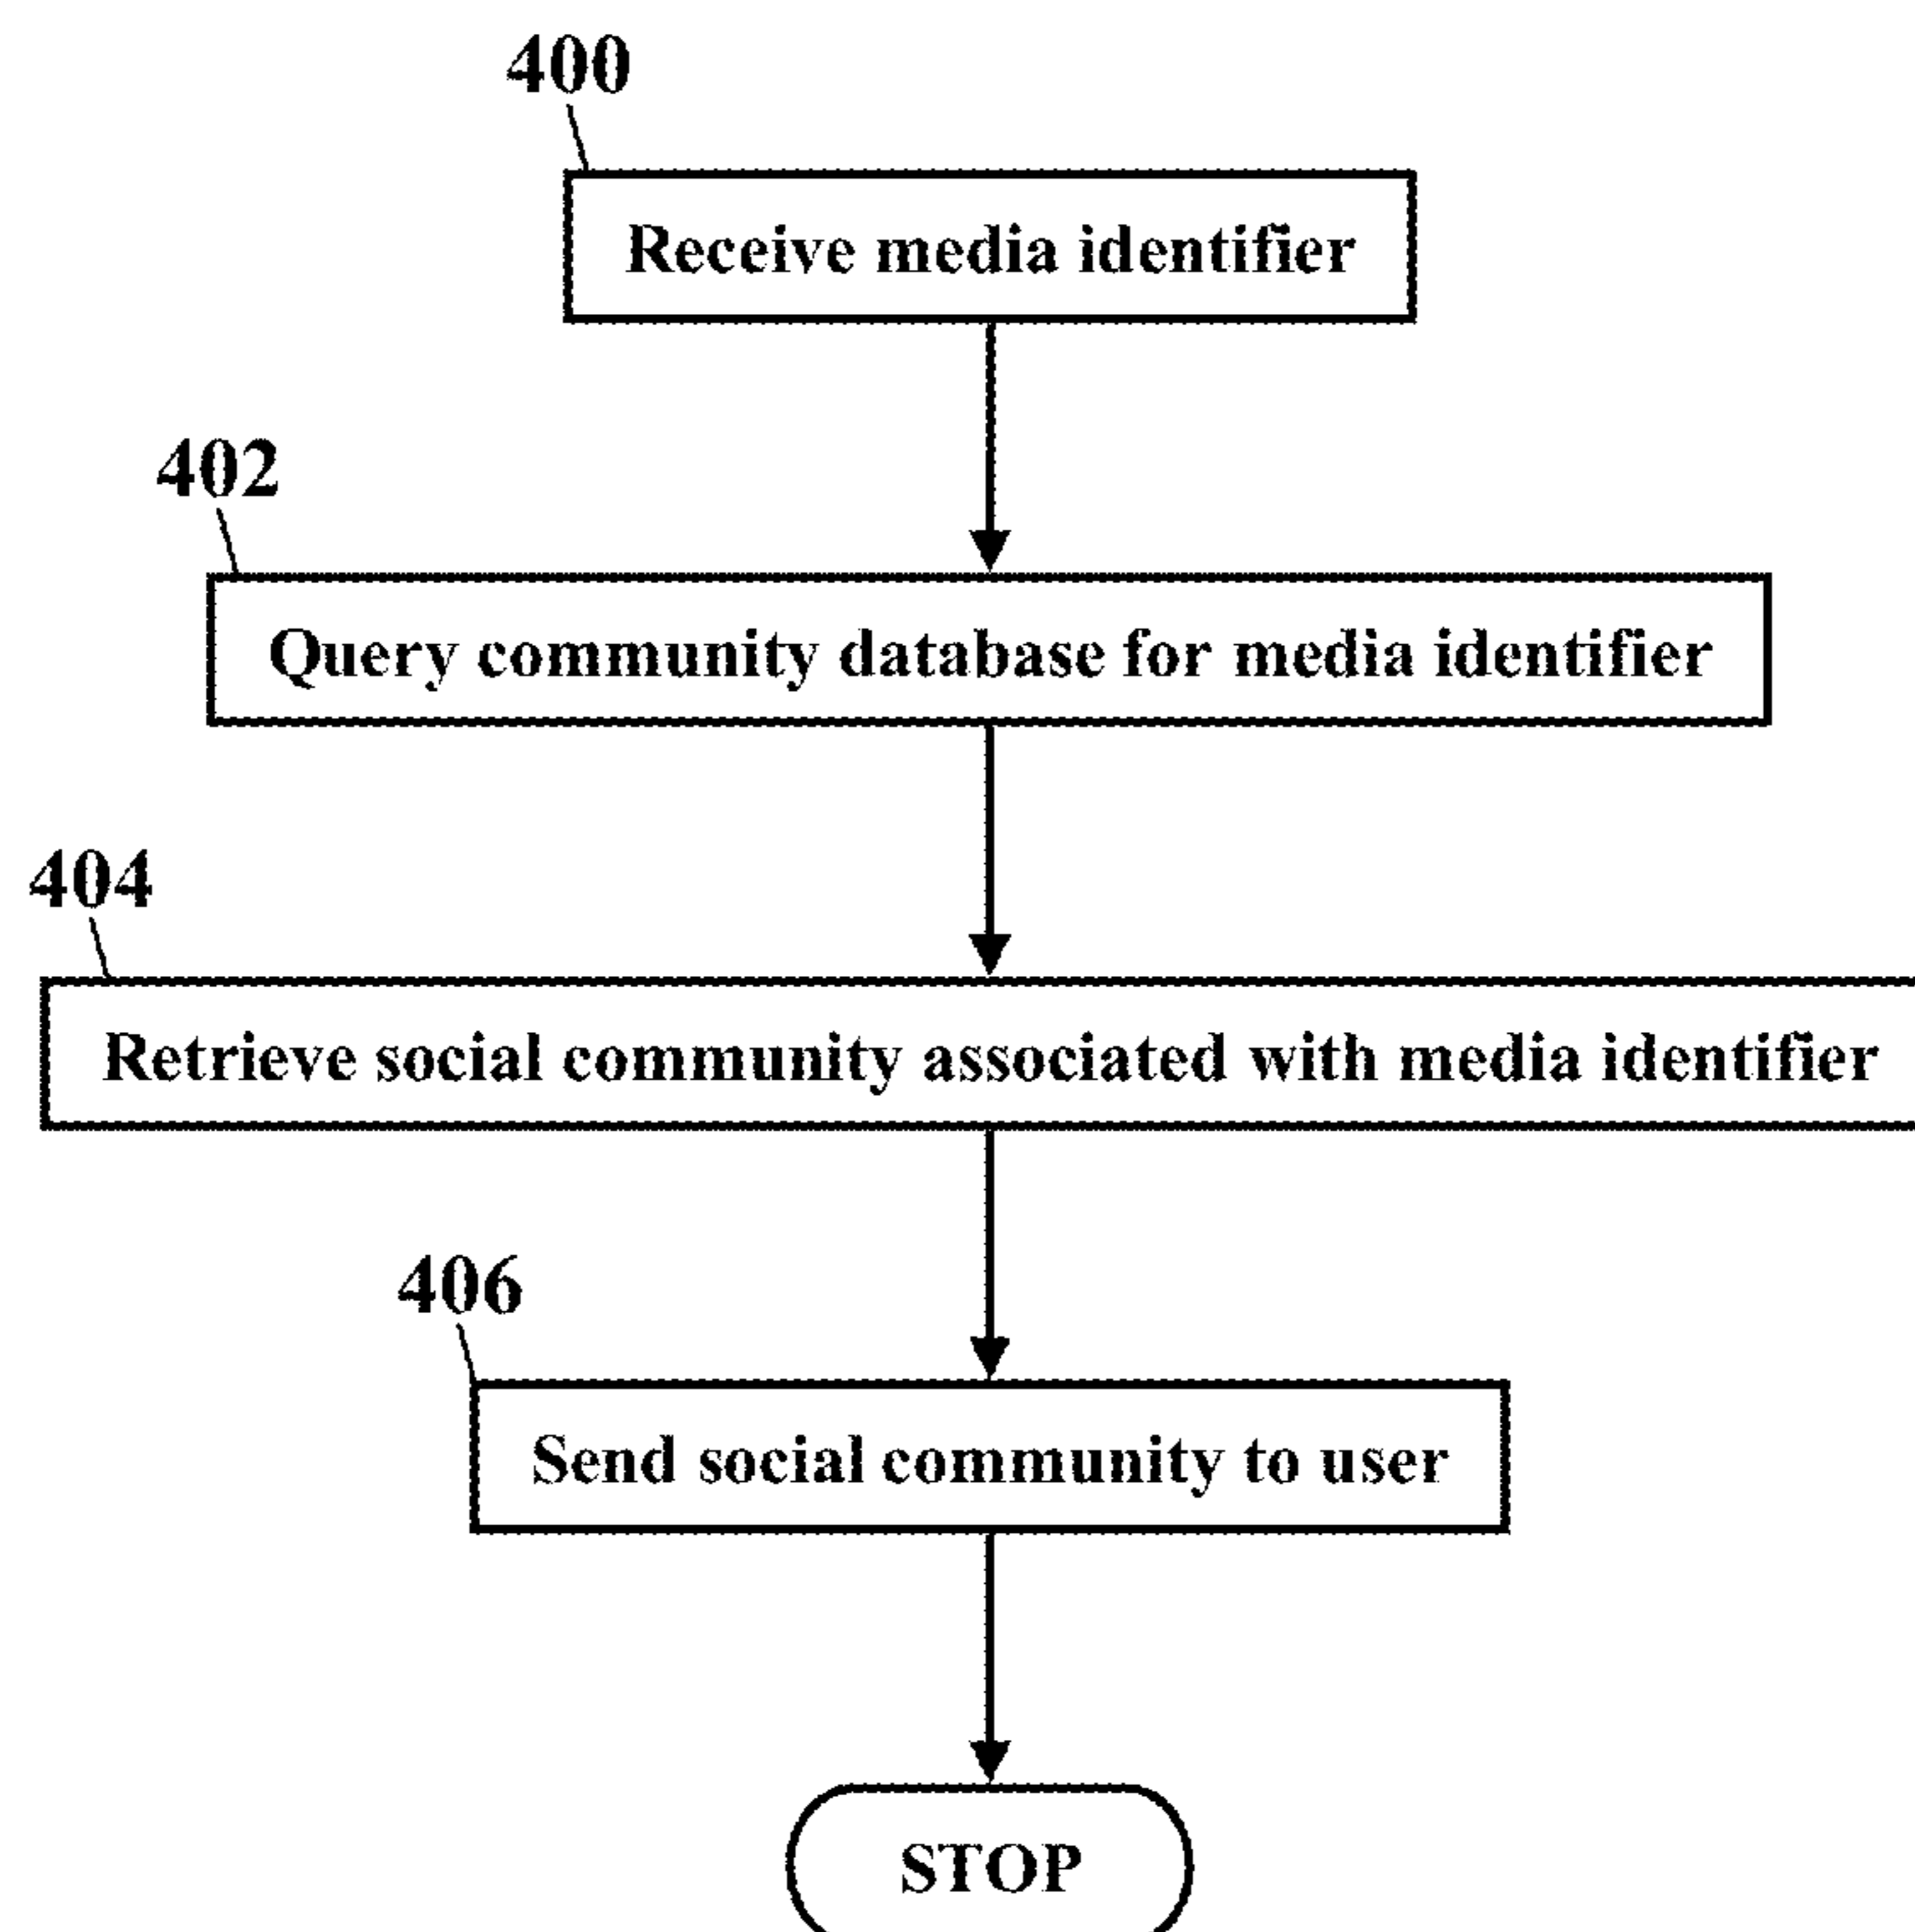 400
Receive media identifier
402
Query community database for media identifier
404
Retrieve social community associated with media identifier
406
Send social community to user
STOP